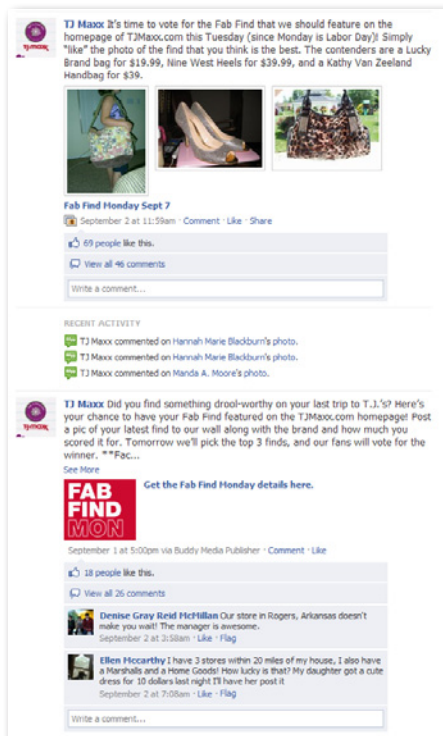 TJ Maxx It's time to vote for the Fab Find that we should feature on the
homepage of TJMaxx.com this Tuesday (since Monday is Labor Day)! Simply
"like" the photo of the find that you think is the best. The contenders are a Lucky
Brand bag for $19.99, Nine West Heels for $39.99, and a Kathy Van Zeeland
Handbag for $39.
Fab Find Monday Sept 7
September 2 at 11:59am · Comment · Like · Share
69 people like this.
View all 46 comments
Write a comment...
RECENT ACTIVITY
TJ Maxx commented on Hannah Marie Blackburn's photo.
TJ Maxx commented on Hannah Marie Blackburn's photo.
TJ Maxx commented on Manda A. Moore's photo.
TJ Maxx Did you find something drool-worthy on your last trip to T.J.'s? Here's
your chance to have your Fab Find featured on the TJMaxx.com homepage! Post
a pic of your latest find to our wall along with the brand and how much you
scored it for. Tomorrow we'll pick the top 3 finds, and our fans will vote for the
winner. **Fac...
See More
FAB
FIND
MON
Get the Fab Find Monday details here.
September 1 at 5:00pm via Buddy Media Publisher · Comment · Like
18 people like this.
View all 26 comments
Denise Gray Reid McMillan Our store in Rogers, Arkansas doesn't
make you wait! The manager is awesome.
September 2 at 3:58am · Like · Flag
Ellen Mccarthy I have 3 stores within 20 miles of my house, I also have
a Marshalls and a Home Goods! How lucky is that? My daughter got a cute
dress for 10 dollars last night I'll have her post it
September 2 at 7:08am · Like · Flag
Write a comment...